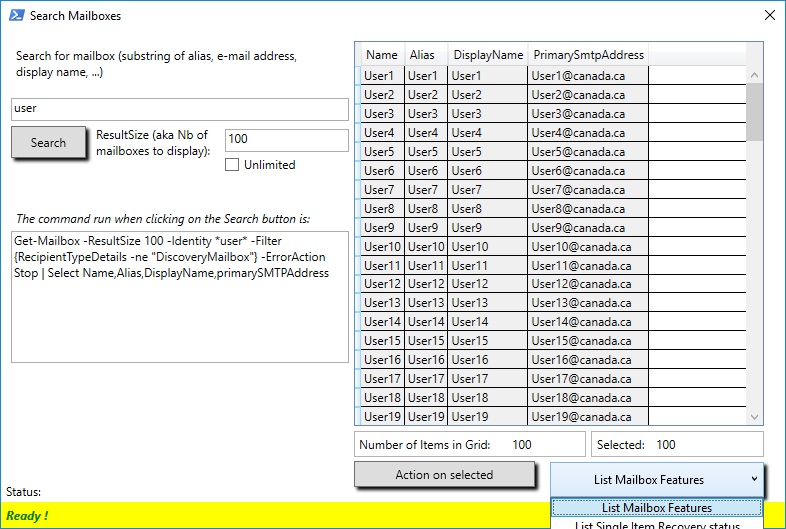 Search Mailboxes
Search for mailbox (substring of alias, e-mail address,
display name, ...)
user
Search
ResultSize (aka Nb of
mailboxes to display):
100
Unlimited
The command run when clicking on the Search button is:
Get-Mailbox -ResultSize 100 -Identity *user* -Filter
{RecipientTypeDetails -ne "DiscoveryMailbox"} -ErrorAction
Stop | Select Name,Alias,DisplayName,primarySMTPAddress
Name Alias DisplayName PrimarySmtpAddress
User1 User1 User1 User1@canada.ca
User2 User2 User2 User2@canada.ca
User3 User3 User3 User3@canada.ca
User4 User4 User4 User4@canada.ca
User5 User5 User5 User5@canada.ca
User6 User6 User6 User6@canada.ca
User7 User7 User7 User7@canada.ca
User8 User8 User8 User8@canada.ca
User9 User9 User9 User9@canada.ca
User10 User10 User10 User10@canada.ca
User11 User11 User11 User11@canada.ca
User12 User12 User12 User12@canada.ca
User13 User13 User13 User13@canada.ca
User14 User14 User14 User14@canada.ca
User15 User15 User15 User15@canada.ca
User16 User16 User16 User16@canada.ca
User17 User17 User17 User17@canada.ca
User18 User18 User18 User18@canada.ca
User19 User19 User19 User19@canada.ca
Number of Items in Grid: 100
Selected: 100
Action on selected
List Mailbox Features
List Mailbox Features
List Single Item Recovery status
Status:
Ready !